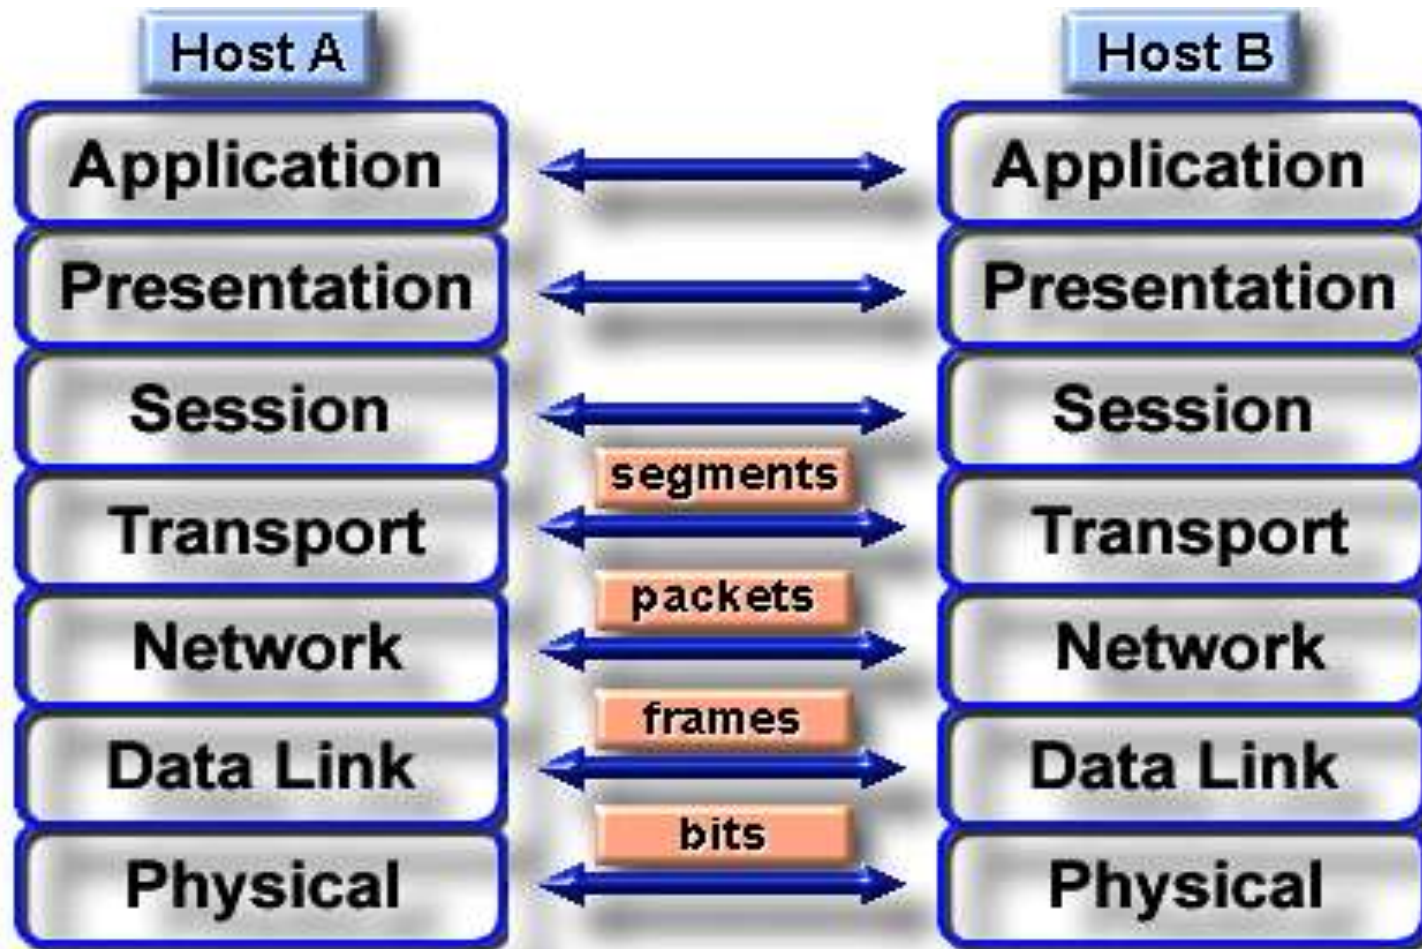 Host A Host B
Application Application
Presentation Presentation
Session Session
segments
Transport Transport
packets
Network Network
frames
Data Link Data Link
bits
Physical Physical